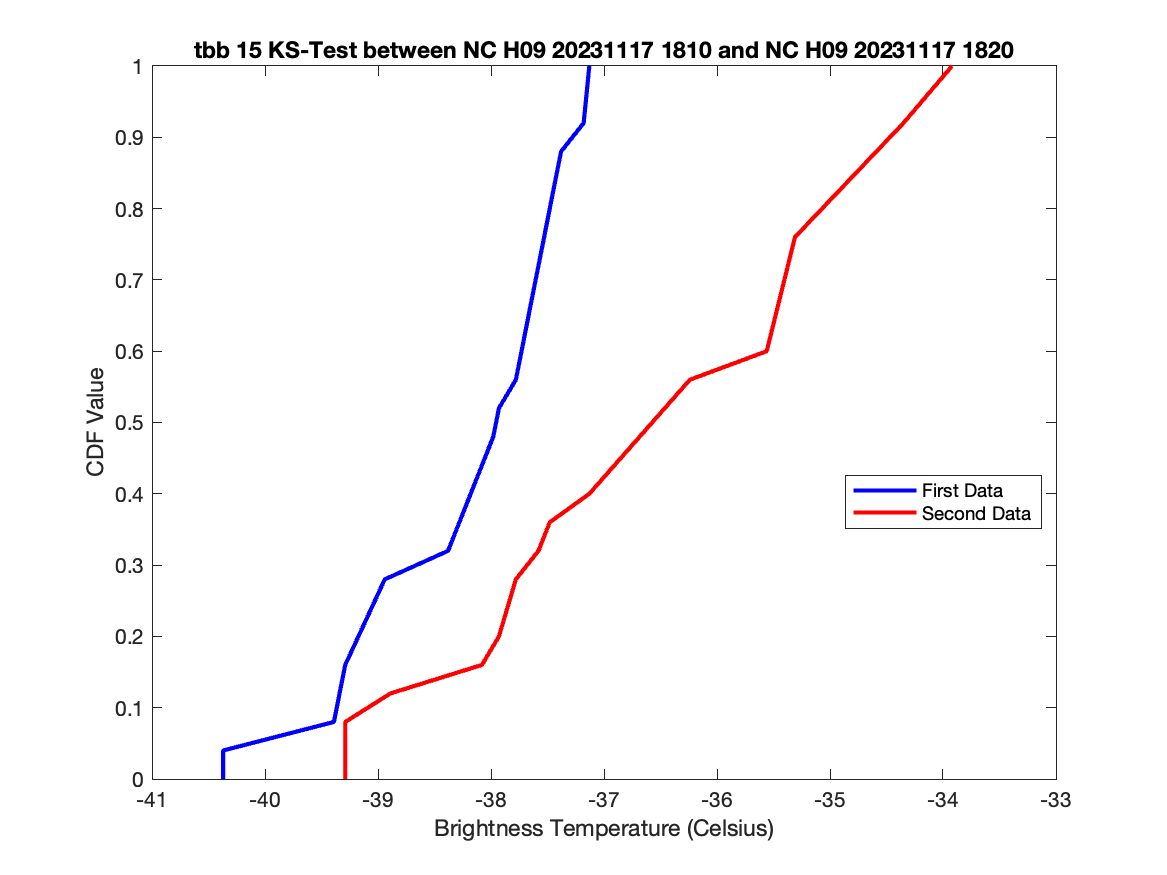 tbb 15 KS-Test between NC H09 20231117 1810 and NC H09 20231117 1820
1
0.9
0.8
0.7
0.6
0.5
0.4
0.3
0.2
0.1
0
CDF Value
First Data
Second Data
-41 -40 -39 -38 -37 -36 -35 -34 -33
Brightness Temperature (Celsius)